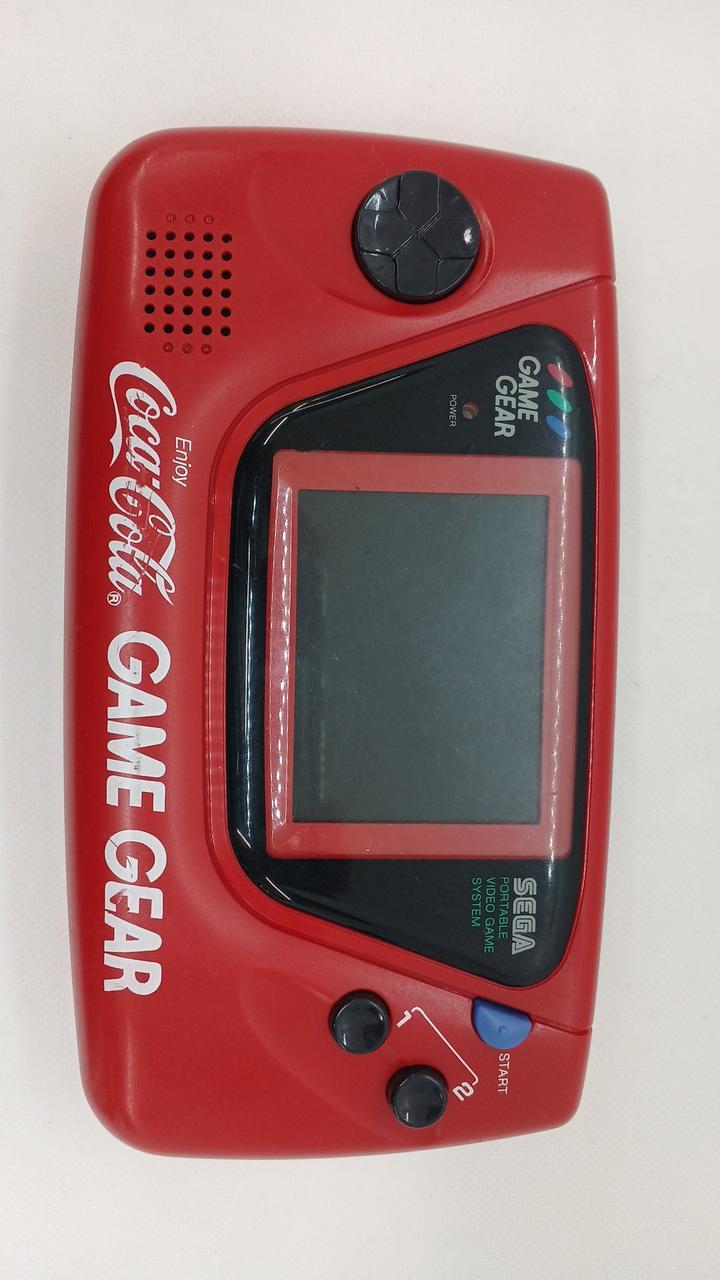 GAME
GEAR
POWER
SEGA
PORTABLE
VIDEO GAME
SYSTEM
START
1
2
Enjoy
Coca-Cola® GAME GEAR